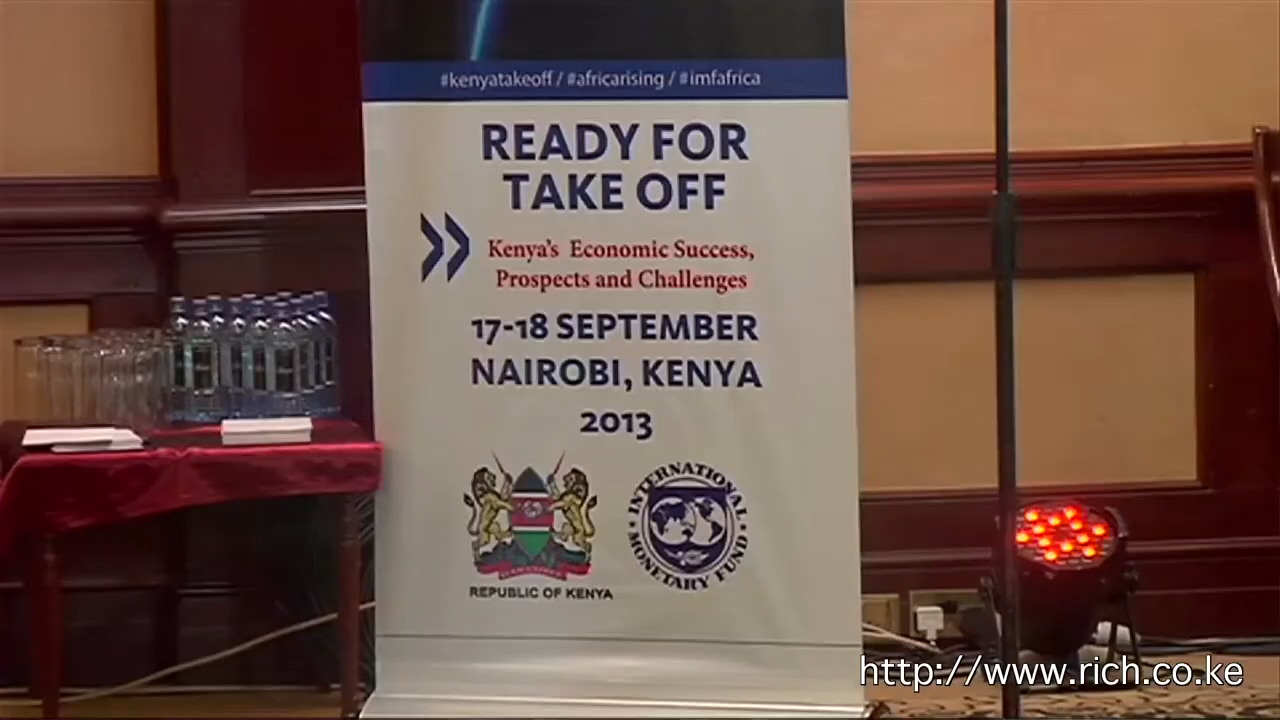 #kenyatakeoff / #africarising / #imfafrica
READY FOR
TAKE OFF
Kenya's Economic Success,
Prospects and Challenges
17-18 SEPTEMBER
NAIROBI, KENYA
2013
INTERNATIONAL
MONETARY FUND
REPUBLIC OF KENYA
http://www.rich.co.ke